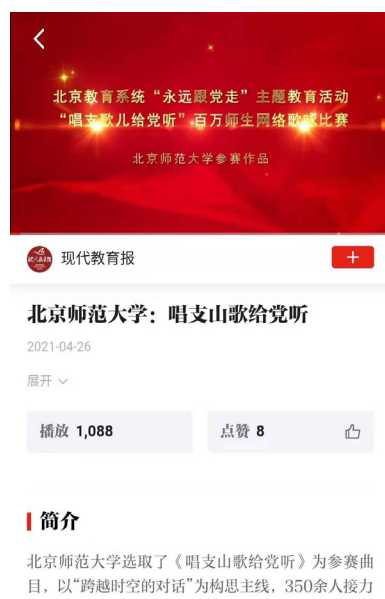 北京教育系统“永远跟党走”主题教育活动
“唱支歌儿给党听”百万师生网络歌咏比赛
北京师范大学参赛作品
现代教育报
北京师范大学：唱支山歌给党听
2021-04-26
展开
播放 1,088
点赞 8
简介
北京师范大学选取了《唱支山歌给党听》为参赛曲
目，以“跨越时空的对话”为构思主线，350余人接力